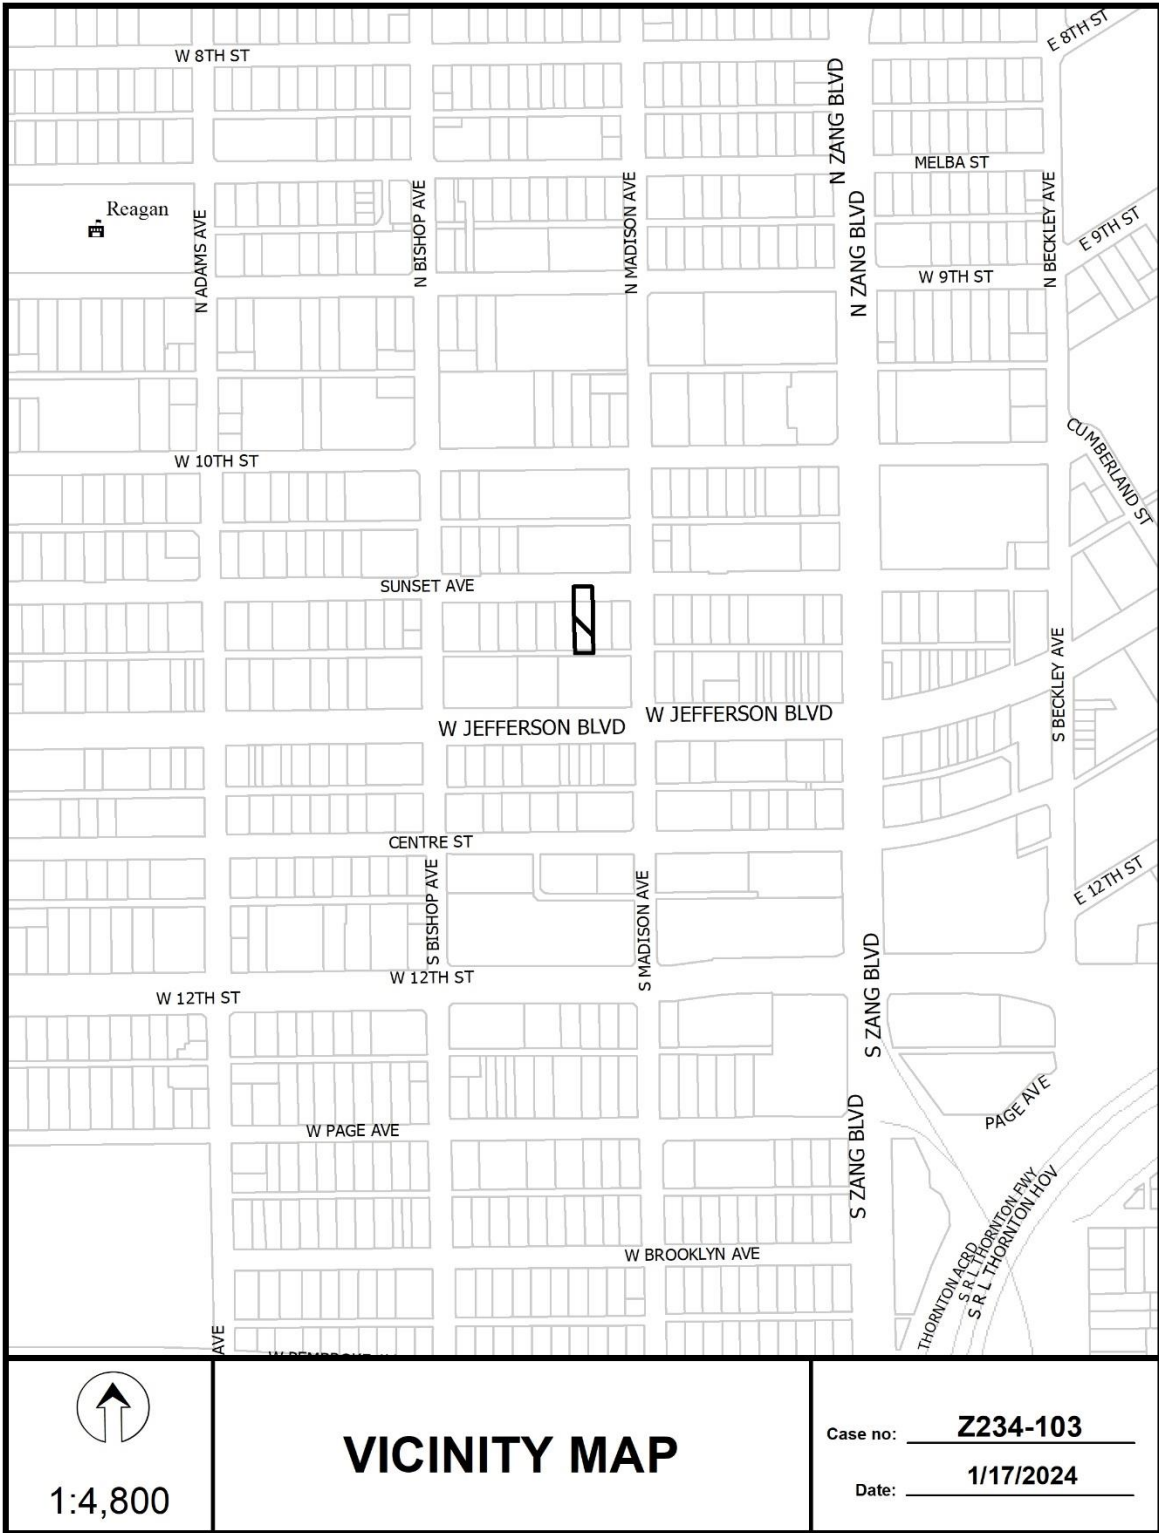 W 8TH ST
E 8TH ST
N ZANG BLVD
MELBA ST
Reagan
N ADAMS AVE
N BISHOP AVE
N MADISON AVE
N ZANG BLVD
N BECKLEY AVE
E 9TH ST
W 9TH ST
CUMBERLAND ST
W 10TH ST
SUNSET AVE
S BECKLEY AVE
W JEFFERSON BLVD
W JEFFERSON BLVD
CENTRE ST
S BISHOP AVE
S MADISON AVE
E 12TH ST
W 12TH ST
W 12TH ST
S ZANG BLVD
PAGE AVE
W PAGE AVE
S ZANG BLVD
W BROOKLYN AVE
THORNTON ACRD
S R L THORNTON FWY
S R L THORNTON HOV
AVE
1:4,800
VICINITY MAP
Case no: Z234-103
Date: 1/17/2024